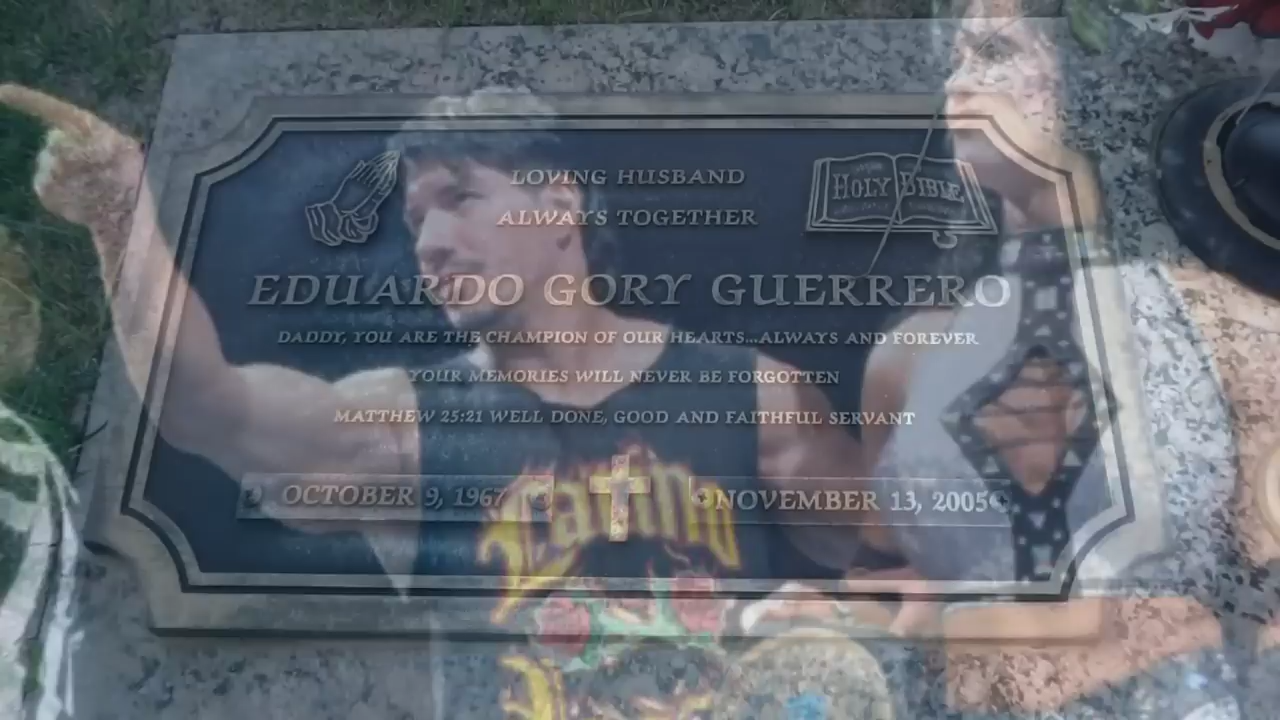 LOVING HUSBAND
ALWAYS TOGETHER
HOLY BIBLE
EDUARDO GORY GUERRERO
DADDY, YOU ARE THE CHAMPION OF OUR HEARTS...ALWAYS AND FOREVER
YOUR MEMORIES WILL NEVER BE FORGOTTEN
MATTHEW 25:21 WELL DONE, GOOD AND FAITHFUL SERVANT
OCTOBER 9, 1967
NOVEMBER 13, 2005
Latino